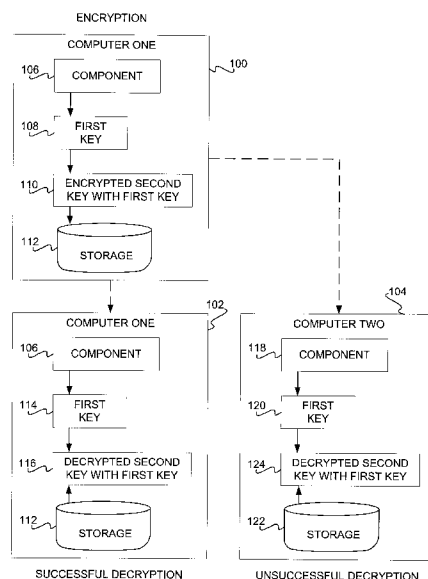 ENCRYPTION
COMPUTER ONE
100
106
COMPONENT
108
FIRST
KEY
110
ENCRYPTED SECOND
KEY WITH FIRST KEY
112
STORAGE
102
COMPUTER ONE
106
COMPONENT
114
FIRST
KEY
116
DECRYPTED SECOND
KEY WITH FIRST KEY
112
STORAGE
SUCCESSFUL DECRYPTION
104
COMPUTER TWO
118
COMPONENT
120
FIRST
KEY
124
DECRYPTED SECOND
KEY WITH FIRST KEY
122
STORAGE
UNSUCCESSFUL DECRYPTION